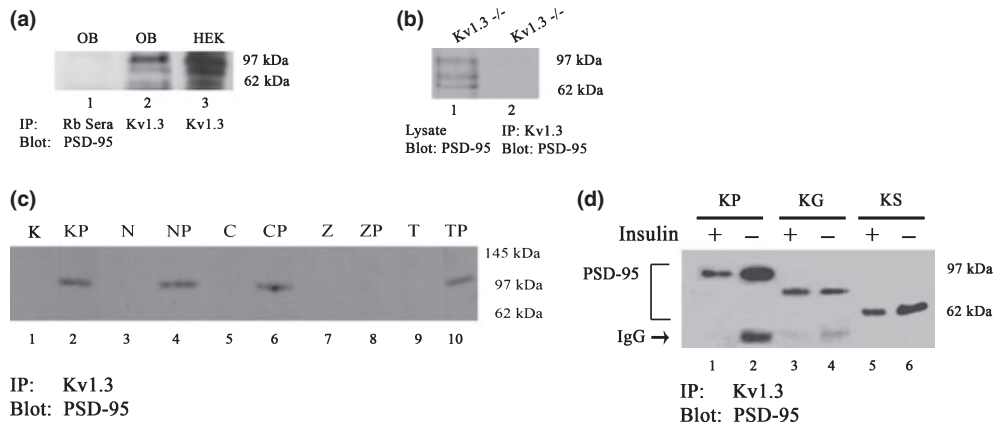 (a)
OB OB HEK
97 kDa
62 kDa
1 2 3
IP: Rb Sera Kv1.3 Kv1.3
Blot: PSD-95
(b)
Kv1.3 -/- Kv1.3 -/-
97 kDa
62 kDa
1 2
Lysate IP: Kv1.3
Blot: PSD-95 Blot: PSD-95
(c)
K KP N NP C CP Z ZP T TP
145 kDa
97 kDa
62 kDa
1 2 3 4 5 6 7 8 9 10
IP: Kv1.3
Blot: PSD-95
(d)
KP KG KS
Insulin + − + − + −
PSD-95
97 kDa
62 kDa
IgG →
1 2 3 4 5 6
IP: Kv1.3
Blot: PSD-95